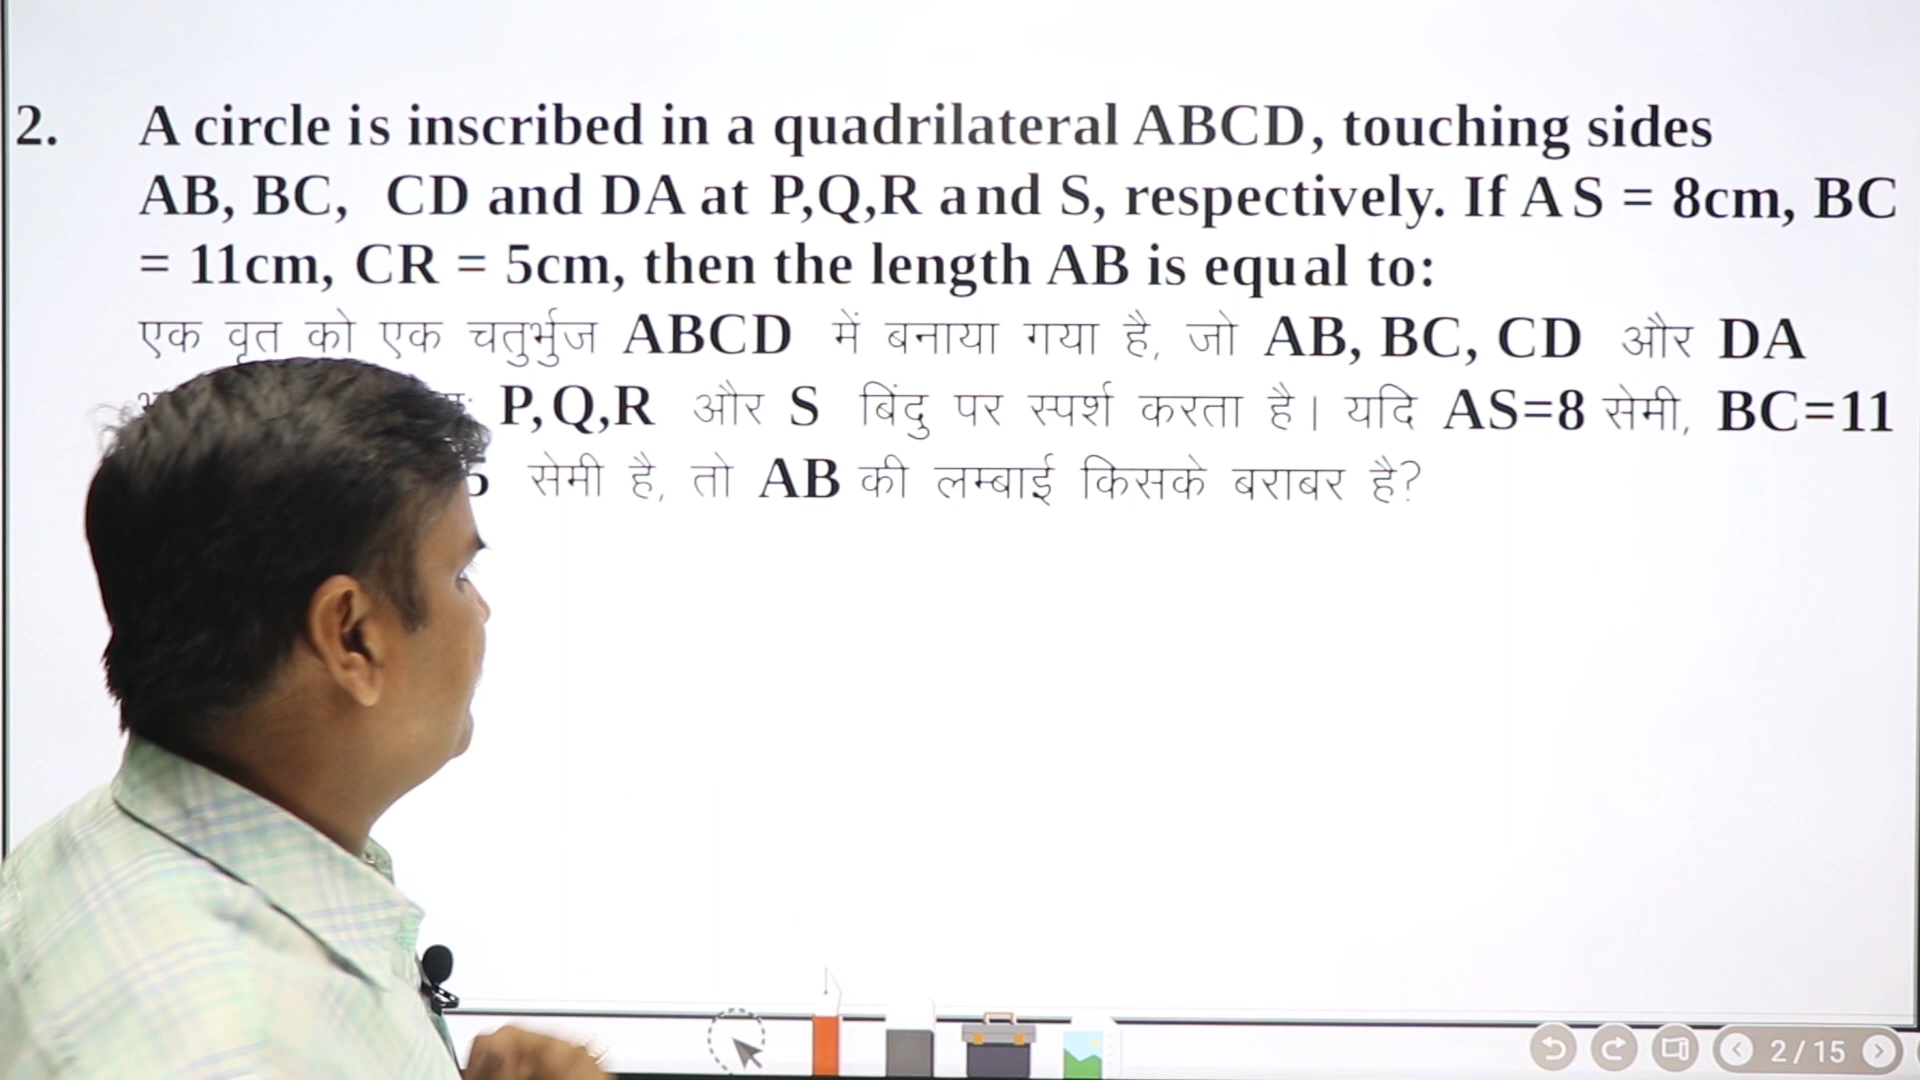 2. A circle is inscribed in a quadrilateral ABCD, touching sides
AB, BC, CD and DA at P,Q,R and S, respectively. If AS = 8cm, BC
= 11cm, CR = 5cm, then the length AB is equal to:
एक वृत को एक चतुर्भुज ABCD में बनाया गया है, जो AB, BC, CD और DA
P,Q,R और S बिंदु पर स्पर्श करता है। यदि AS=8 सेमी, BC=11
5 सेमी है, तो AB की लम्बाई किसके बराबर है?
2/15